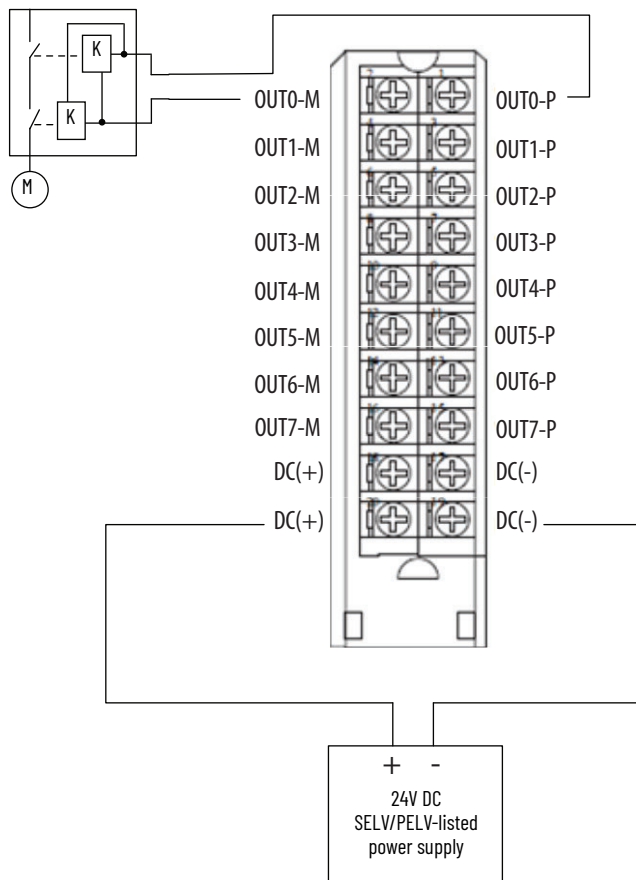 K
K
M
OUT0-M
OUT0-P
OUT1-M
OUT1-P
OUT2-M
OUT2-P
OUT3-M
OUT3-P
OUT4-M
OUT4-P
OUT5-M
OUT5-P
OUT6-M
OUT6-P
OUT7-M
OUT7-P
DC(+)
DC(-)
DC(+)
DC(-)
+ -
24V DC
SELV/PELV-listed
power supply